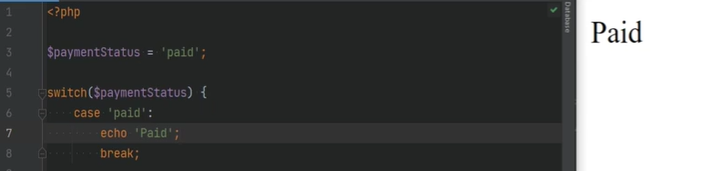 1 <?php
2
3 $paymentStatus = 'paid';
4
5 switch($paymentStatus) {
6 case 'paid':
7 echo 'Paid';
8 break;
Database
Paid